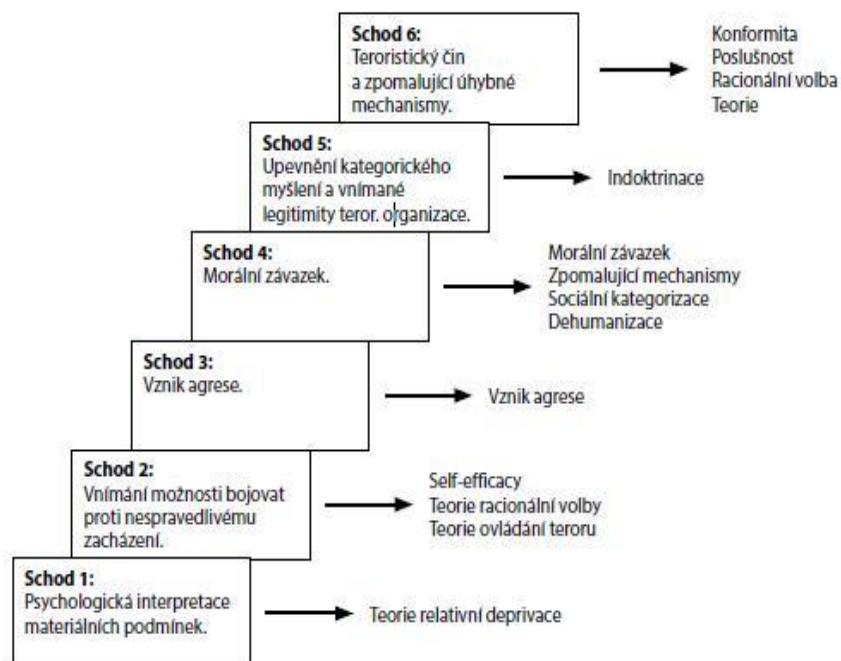 Schod 6:
Teroristický čin
a zpomalující úhybné
mechanismy.
Konformita
Poslušnost
Racionální volba
Teorie
Schod 5:
Upevnění kategorického
myšlení a vnímané
legitimity teror. organizace.
Indoktrinace
Schod 4:
Morální závazek.
Morální závazek
Zpomalující mechanismy
Sociální kategorizace
Dehumanizace
Schod 3:
Vznik agrese.
Vznik agrese
Schod 2:
Vnímání možnosti bojovat
proti nespravedlivému
zacházení.
Self-efficacy
Teorie racionální volby
Teorie ovládání teroru
Schod 1:
Psychologická interpretace
materiálních podmínek.
Teorie relativní deprivace